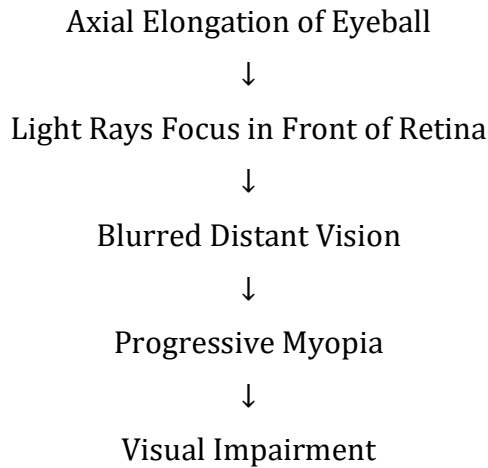 Axial Elongation of Eyeball
↓
Light Rays Focus in Front of Retina
↓
Blurred Distant Vision
↓
Progressive Myopia
↓
Visual Impairment